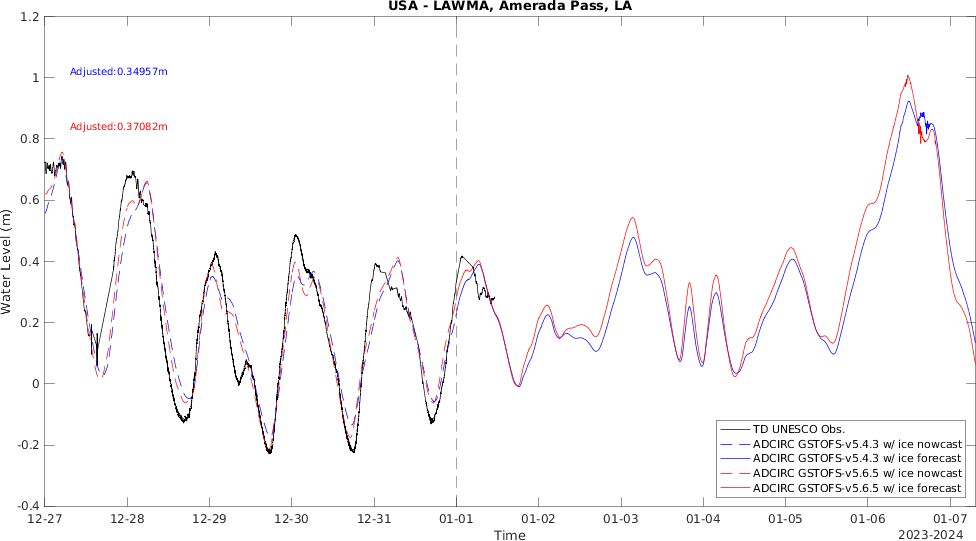 USA - LAWMA, Amerada Pass, LA
1.2
1
0.8
0.6
0.4
0.2
0
-0.2
-0.4
Water Level (m)
Adjusted:0.34957m
Adjusted:0.37082m
TD UNESCO Obs.
ADCIRC GSTOFS-v5.4.3 w/ ice nowcast
ADCIRC GSTOFS-v5.4.3 w/ ice forecast
ADCIRC GSTOFS-v5.6.5 w/ ice nowcast
ADCIRC GSTOFS-v5.6.5 w/ ice forecast
12-27 12-28 12-29 12-30 12-31 01-01 01-02 01-03 01-04 01-05 01-06 01-07
Time
2023-2024